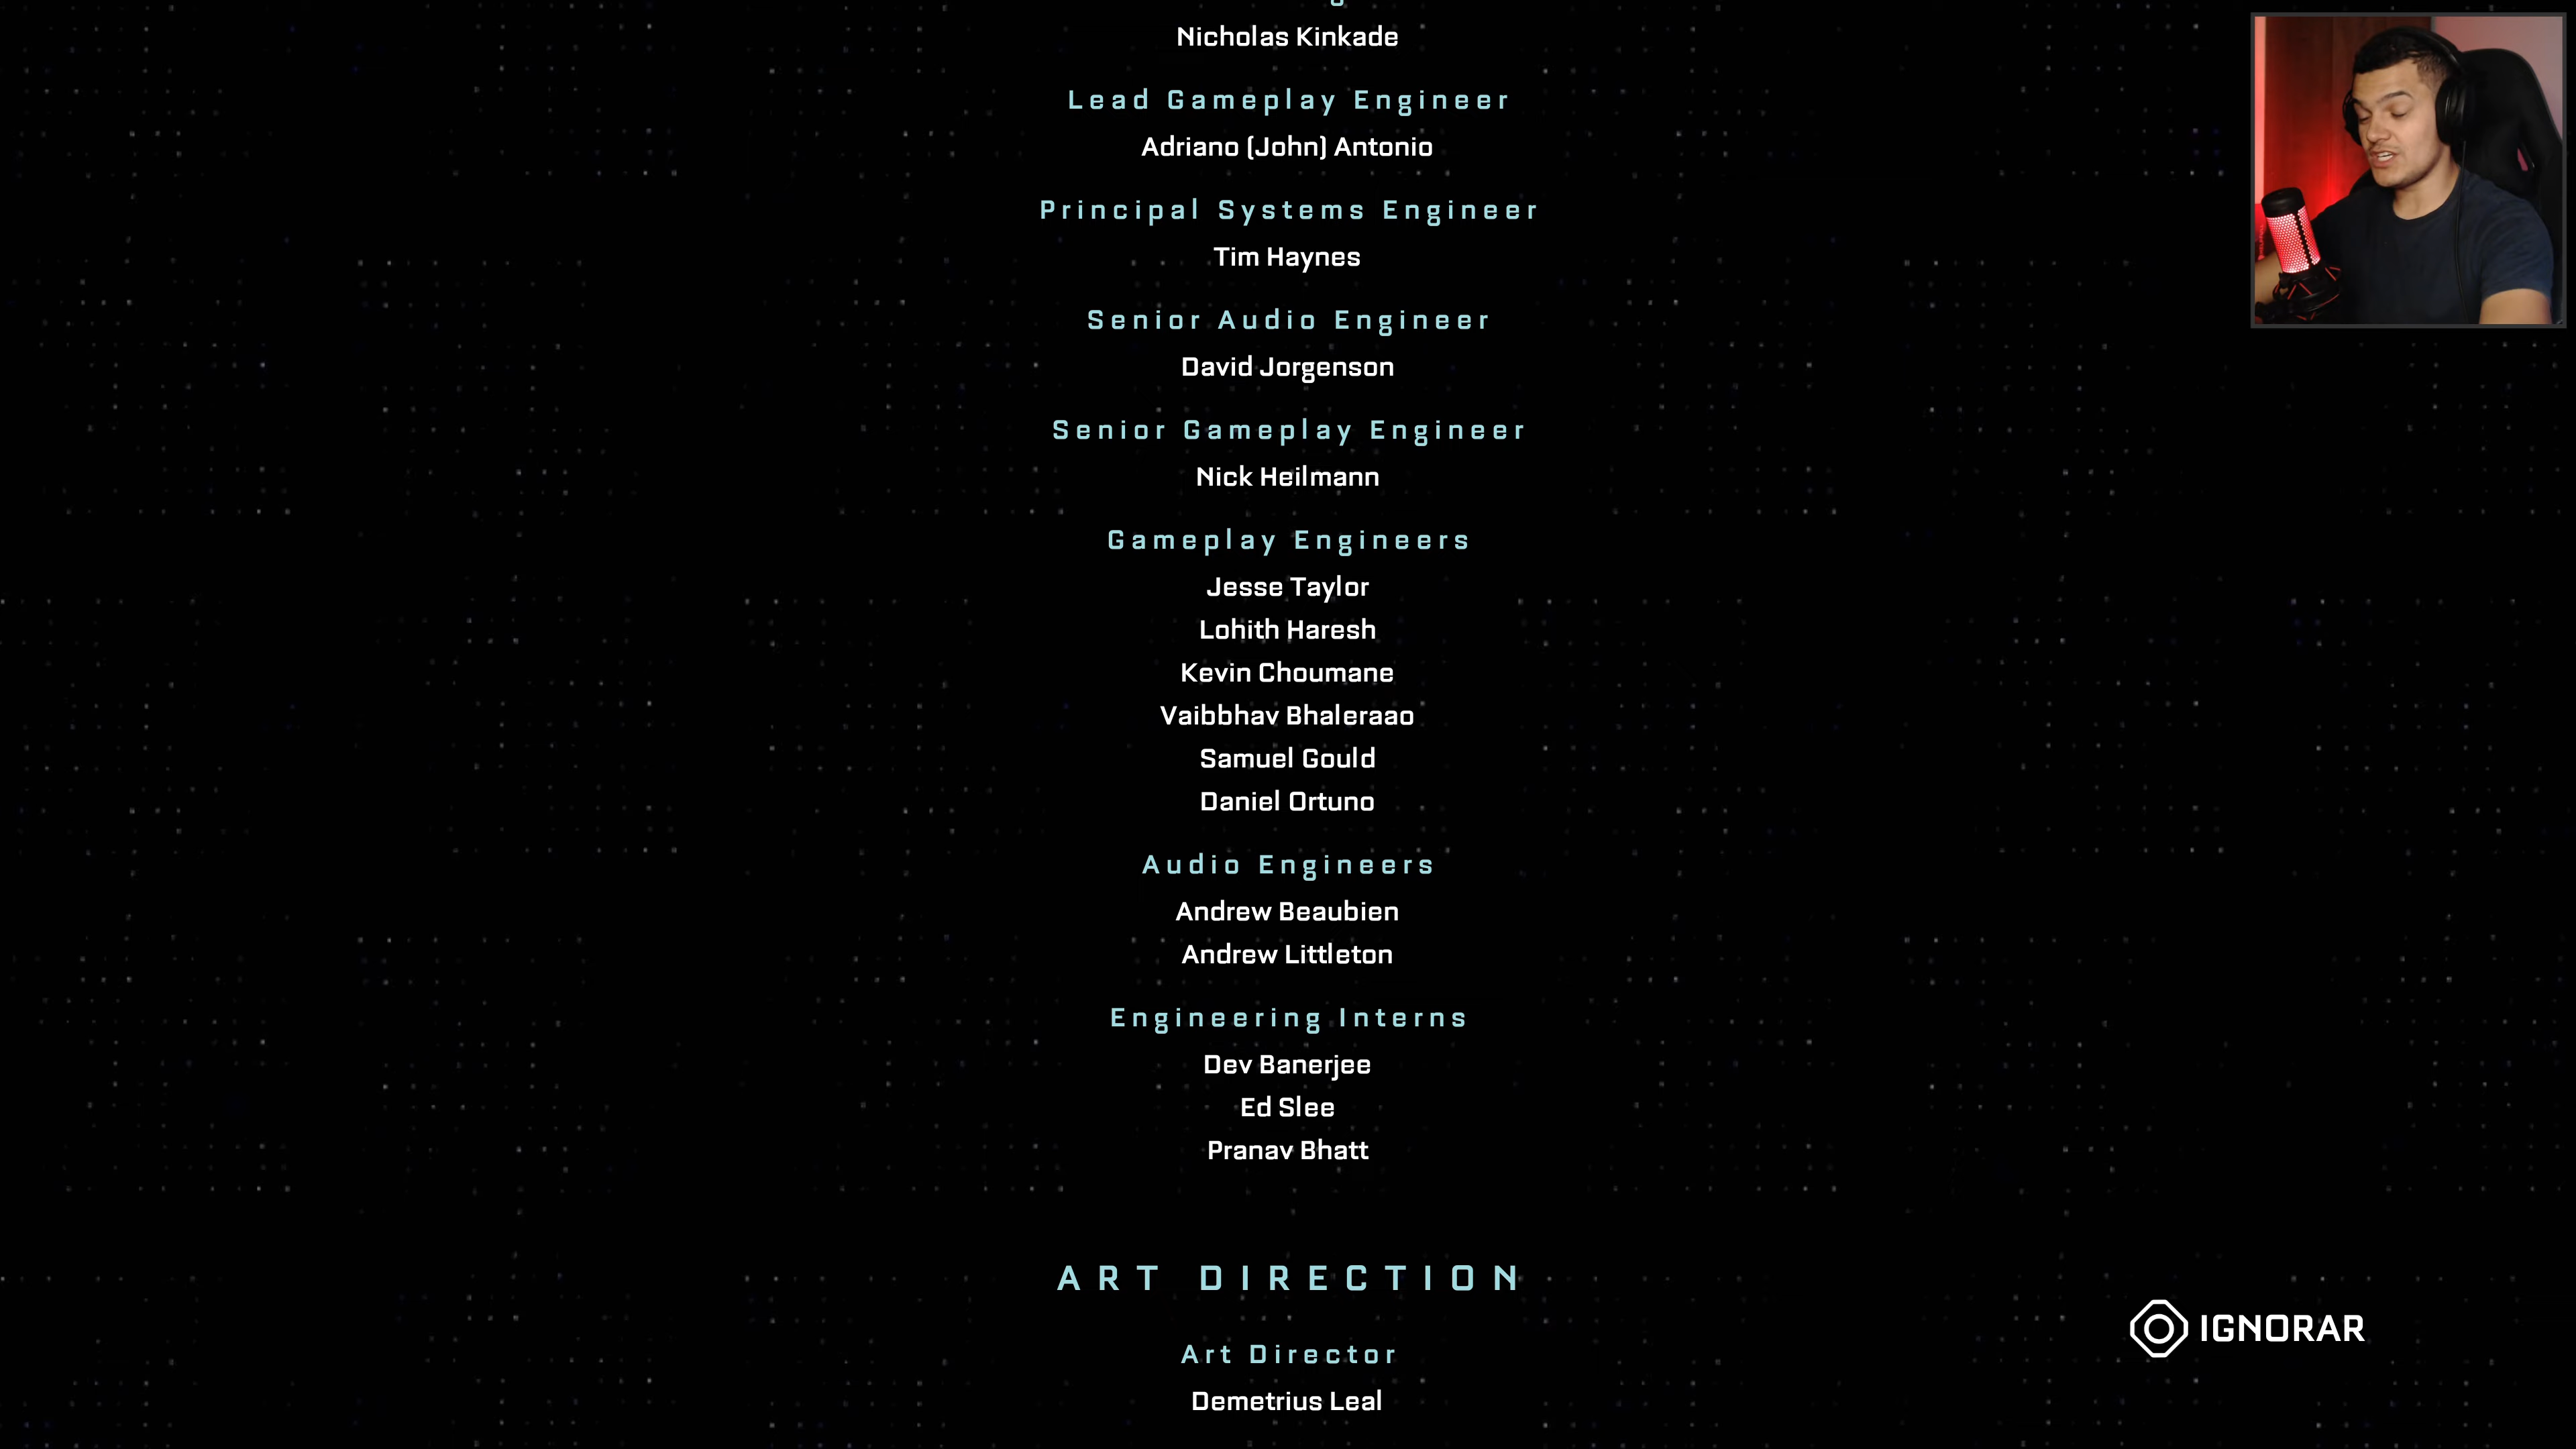 Nicholas Kinkade
Lead Gameplay Engineer
Adriano (John) Antonio
Principal Systems Engineer
Tim Haynes
Senior Audio Engineer
David Jorgenson
Senior Gameplay Engineer
Nick Heilmann
Gameplay Engineers
Jesse Taylor
Lohith Haresh
Kevin Choumane
Vaibbhav Bhaleraao
Samuel Gould
Daniel Ortuno
Audio Engineers
Andrew Beaubien
Andrew Littleton
Engineering Interns
Dev Banerjee
Ed Slee
Pranav Bhatt
ART DIRECTION
IGNORAR
Art Director
Demetrius Leal